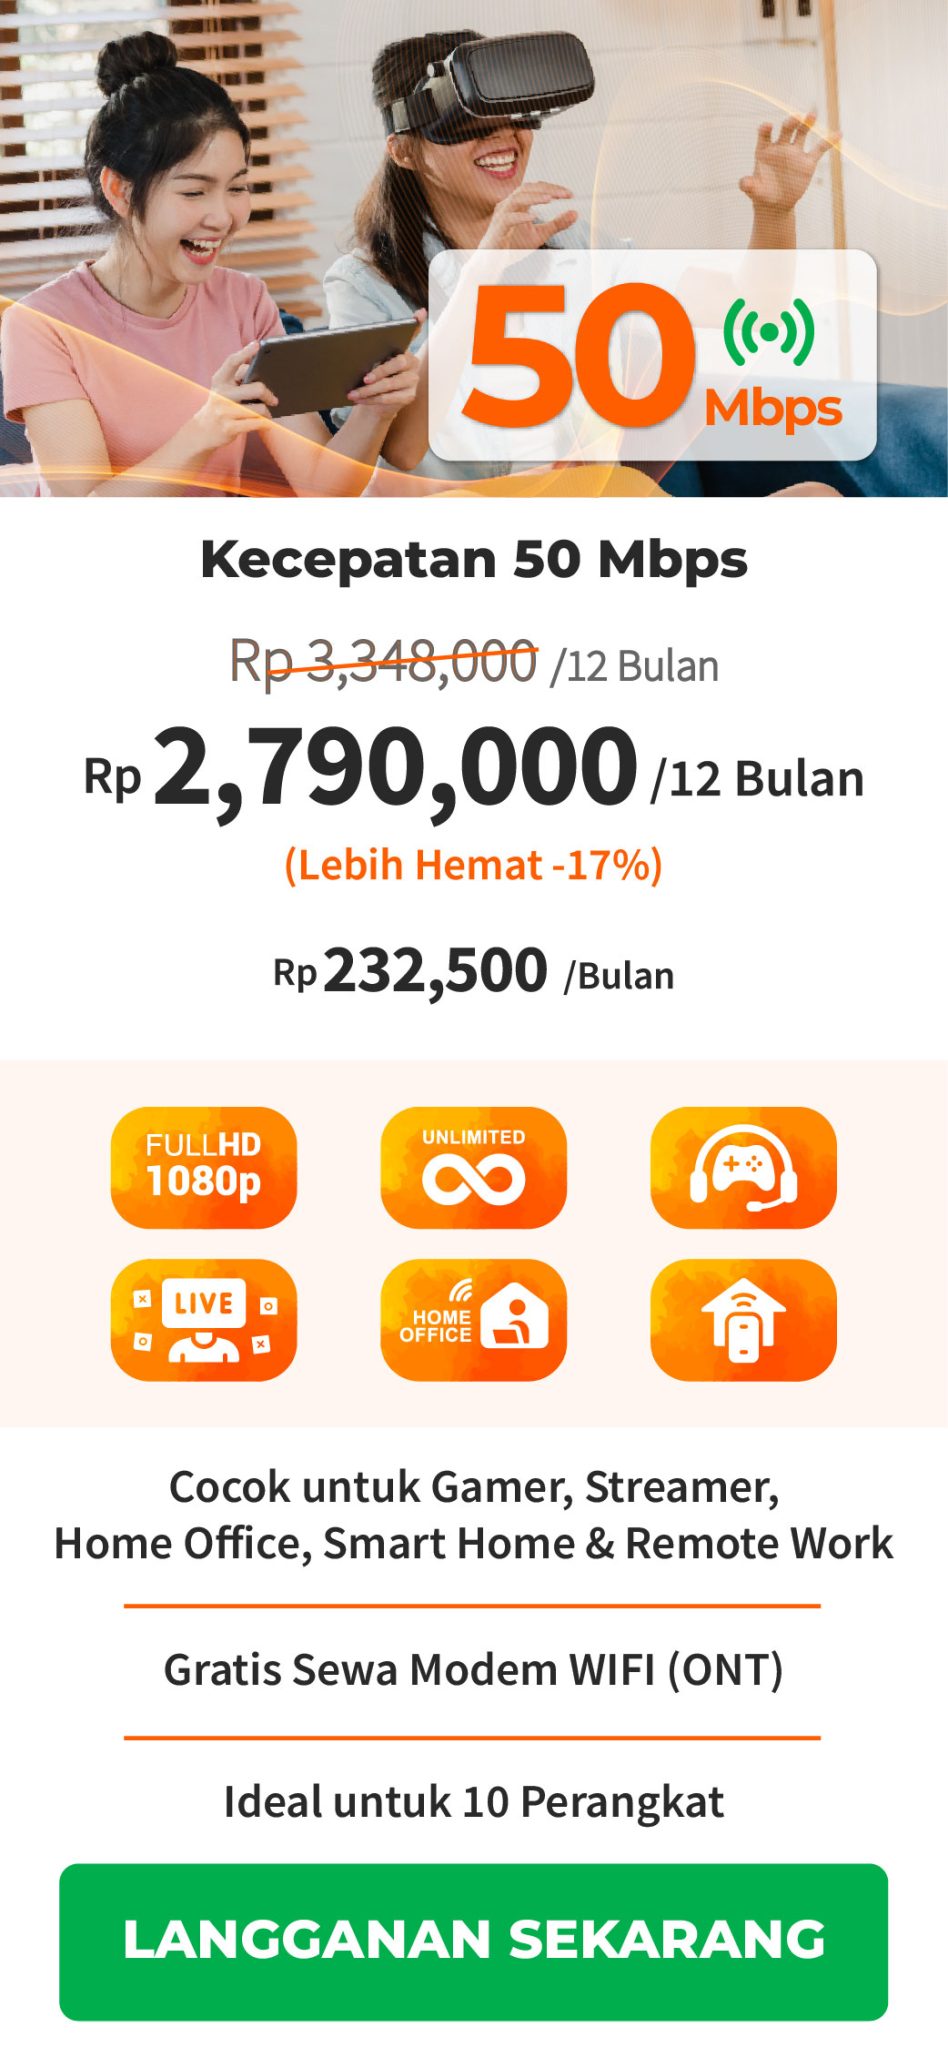 50
Mbps
Kecepatan 50 Mbps
Rp 3,348,000 /12 Bulan
Rp 2,790,000 /12 Bulan
(Lebih Hemat -17%)
Rp 232,500 /Bulan
FULLHD
1080p
UNLIMITED
LIVE
HOME
OFFICE
Cocok untuk Gamer, Streamer,
Home Office, Smart Home & Remote Work
Gratis Sewa Modem WIFI (ONT)
Ideal untuk 10 Perangkat
LANGGANAN SEKARANG